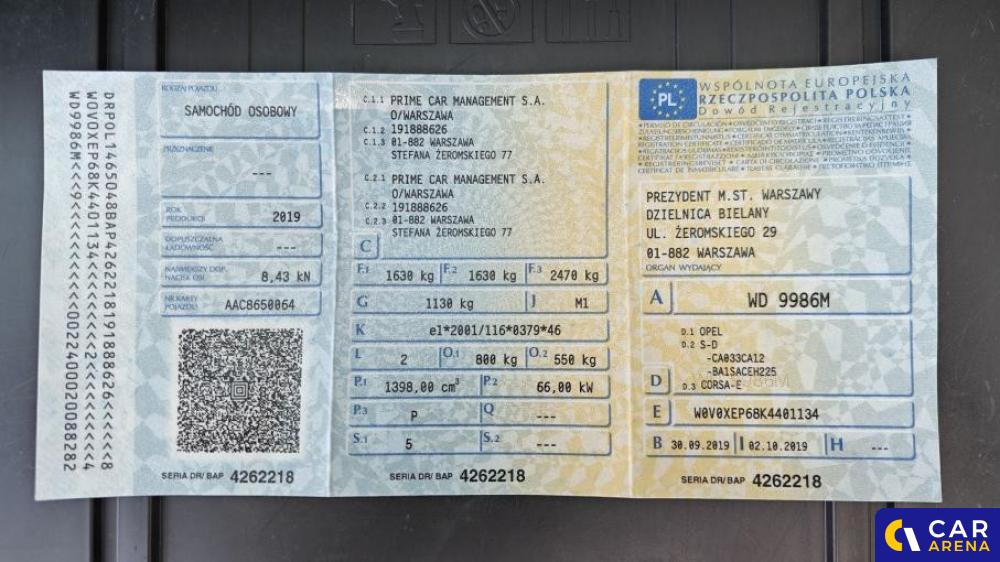 DRPOL1465048BAP426221819188626<<<<<8
W0V0XEP68K4401134
WD9986M<<9
RODZAJ POJAZDU
SAMOCHÓD OSOBOWY
PRZEZNACZENIE
---
ROK
PRODUKCJI
2019
DOPUSZCZALNA
ŁADOWNOŚĆ
---
NAJWIĘKSZY DOP.
NACISK OSI
8,43 kN
NR KARTY
POJAZDU
AAC8650064
SERIA DR/ BAP 4262218
C.1.1 PRIME CAR MANAGEMENT S.A.
O/WARSZAWA
C.1.2 191888626
C.1.3 01-882 WARSZAWA
STEFANA ŻEROMSKIEGO 77
C.2.1 PRIME CAR MANAGEMENT S.A.
O/WARSZAWA
C.2.2 191888626
C.2.3 01-882 WARSZAWA
STEFANA ŻEROMSKIEGO 77
C
F.1 1630 kg F.2 1630 kg F.3 2470 kg
G 1130 kg J M1
K e1*2001/116*0379*46
L 2 O.1 800 kg O.2 550 kg
P.1 1398,00 cm³ P.2 66,00 kW
P.3 P Q ---
S.1 5 S.2 ---
SERIA DR/ BAP 4262218
PL
WSPÓLNOTA EUROPEJSKA
RZECZPOSPOLITA POLSKA
Dowód Rejestracyjny
PREZYDENT M.ST. WARSZAWY
DZIELNICA BIELANY
UL. ŻEROMSKIEGO 29
01-882 WARSZAWA
ORGAN WYDAJĄCY
A WD 9986M
D.1 OPEL
D.2 S-D
-CA033CA12
-BA1SACEH225
D D.3 CORSA-E
E W0V0XEP68K4401134
B 30.09.2019 I 02.10.2019 H ---
SERIA DR/ BAP 4262218
CAR
ARENA